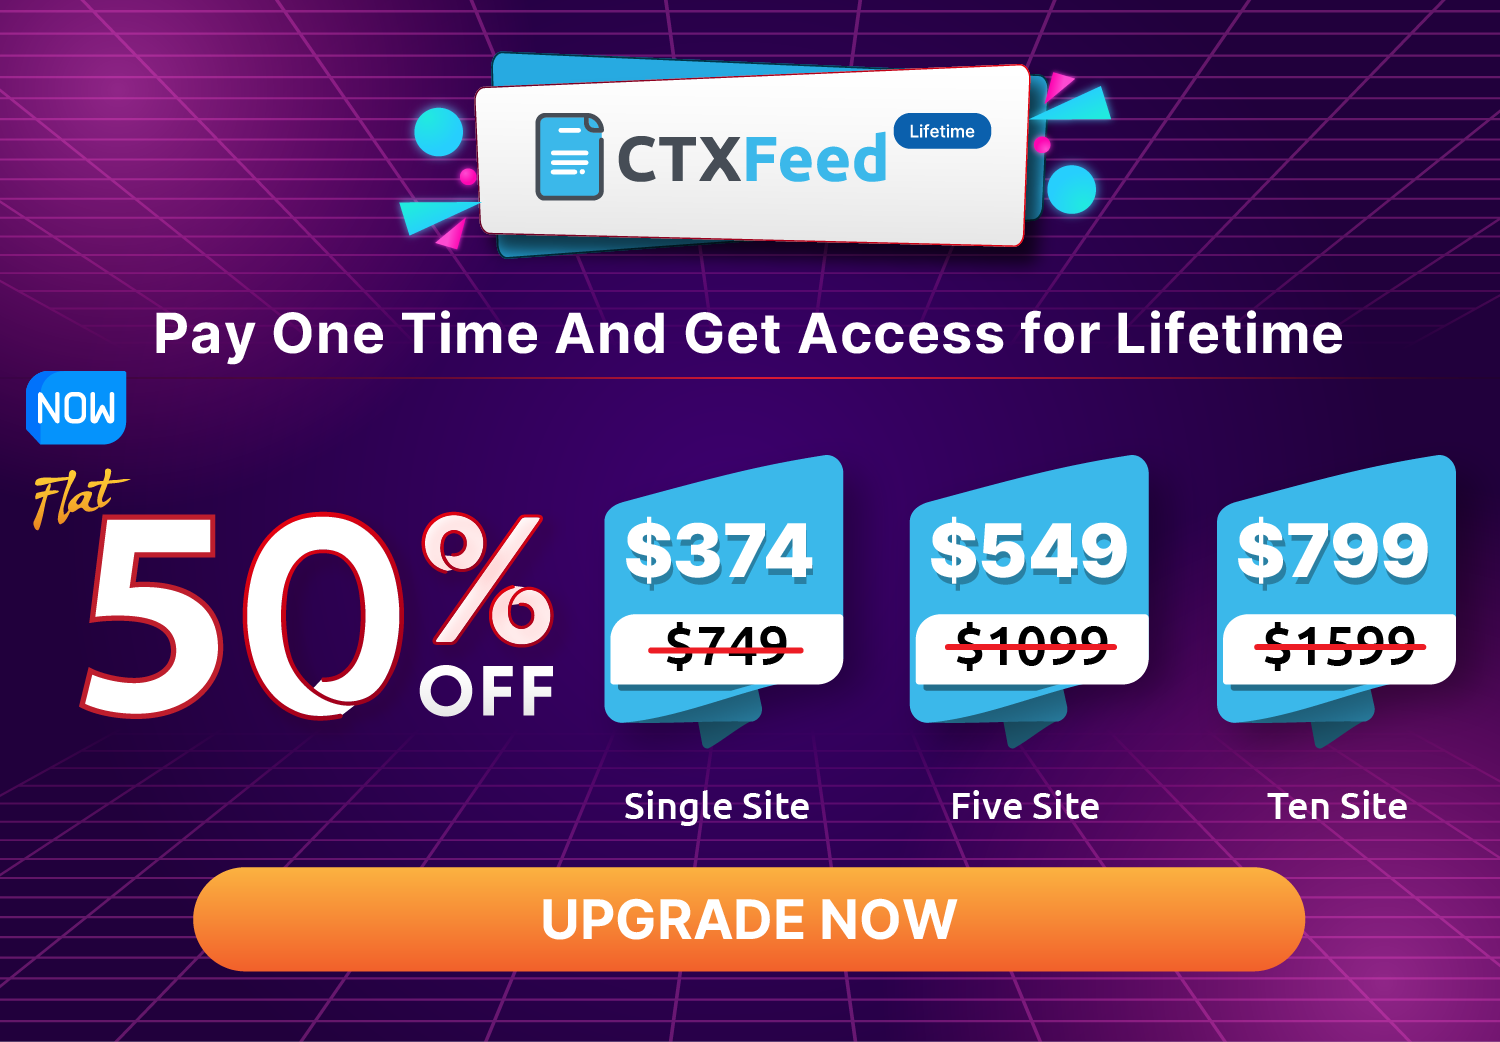 CTXFeed
Lifetime
Pay One Time And Get Access for Lifetime
NOW
Flat
50%
OFF
$374
$749
Single Site
$549
$1099
Five Site
$799
$1599
Ten Site
UPGRADE NOW